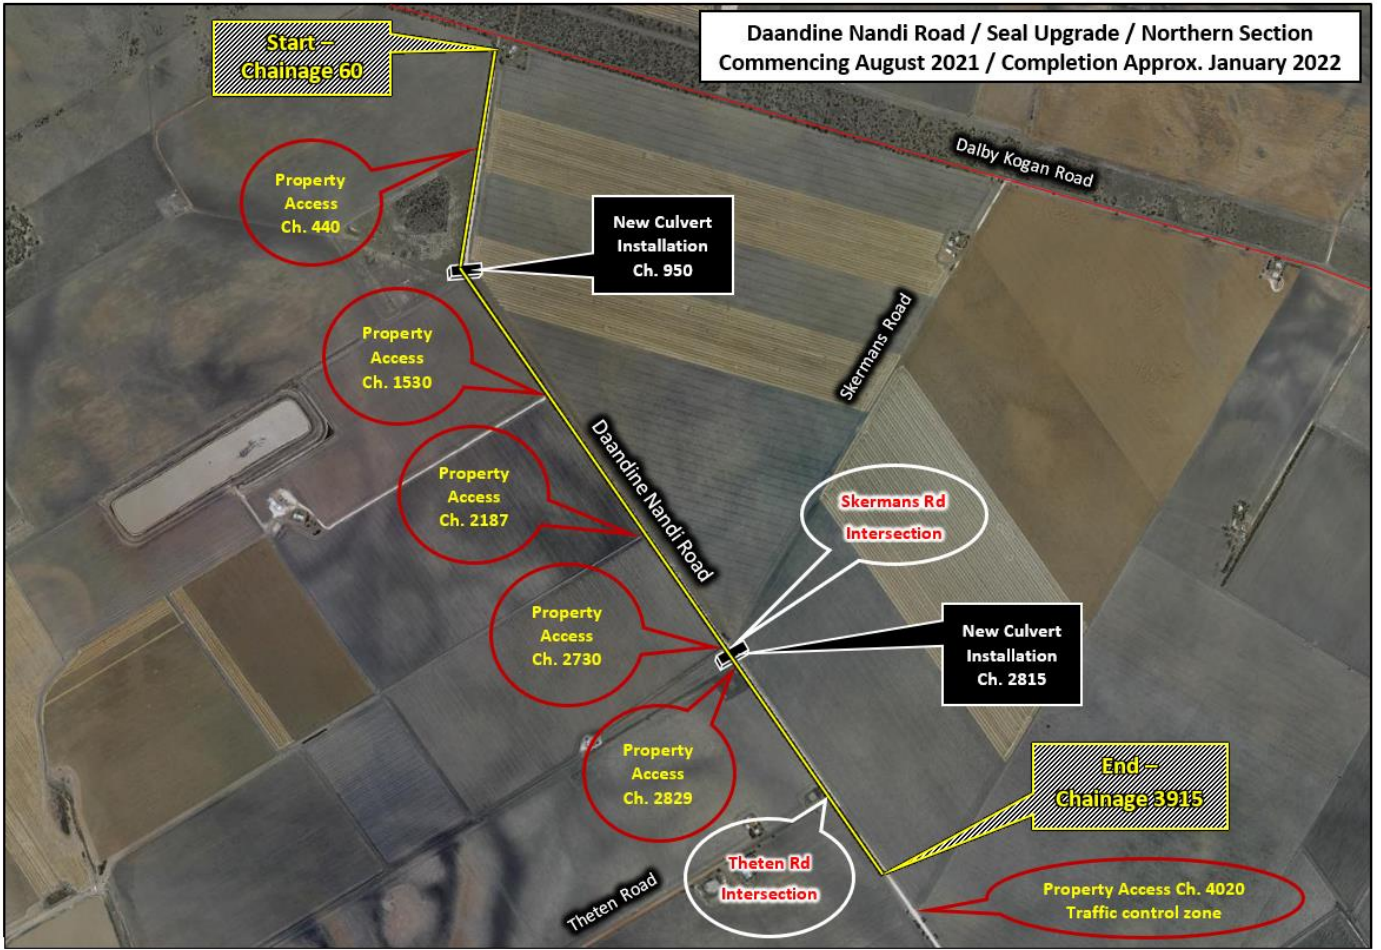 Daandine Nandi Road / Seal Upgrade / Northern Section
Commencing August 2021 / Completion Approx. January 2022
Start –
Chainage 60
Dalby Kogan Road
Property
Access
Ch. 440
New Culvert
Installation
Ch. 950
Property
Access
Ch. 1530
Skermans Road
Daandine Nandi Road
Property
Access
Ch. 2187
Skermans Rd
Intersection
Property
Access
Ch. 2730
New Culvert
Installation
Ch. 2815
Property
Access
Ch. 2829
End –
Chainage 3915
Theten Rd
Intersection
Theten Road
Property Access Ch. 4020
Traffic control zone